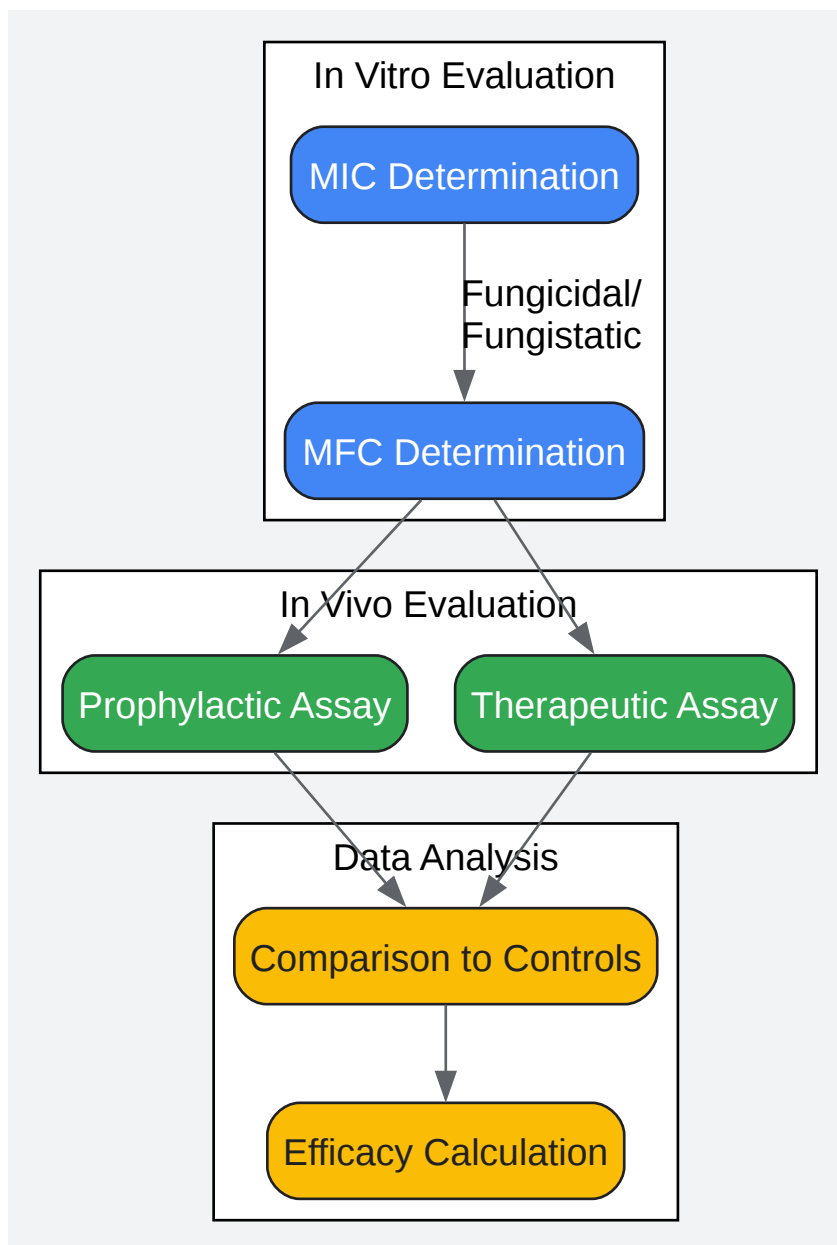 In Vitro Evaluation
MIC Determination
Fungicidal/
Fungistatic
MFC Determination
In Vivo Evaluation
Prophylactic Assay
Therapeutic Assay
Data Analysis
Comparison to Controls
Efficacy Calculation